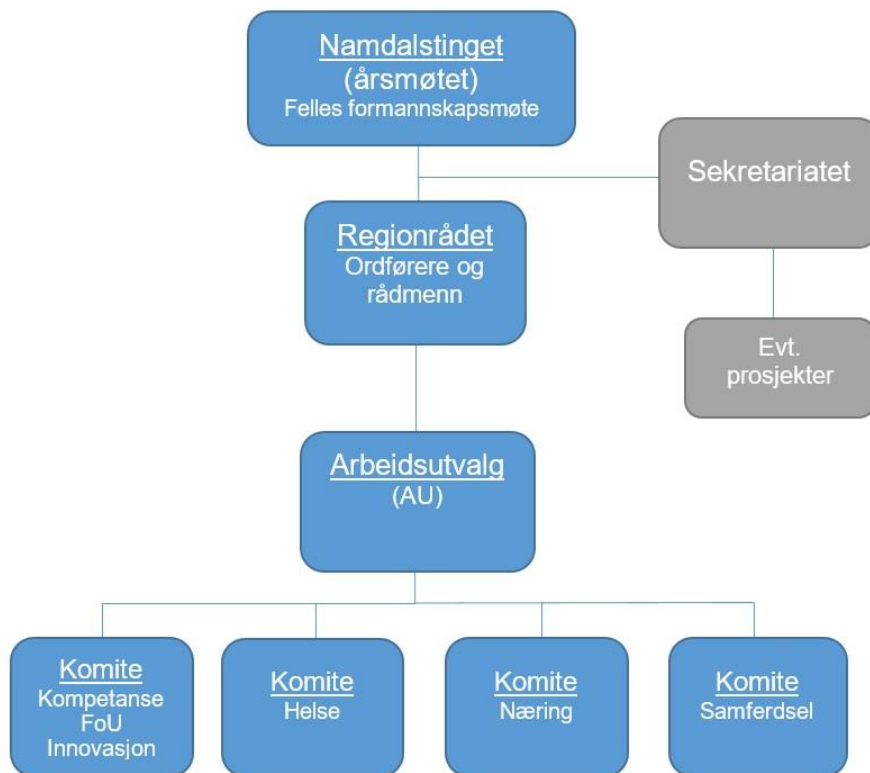 Namdalstinget
(årsmøtet)
Felles formannskapsmøte
Sekretariatet
Regionrådet
Ordførere og
rådmenn
Evt.
prosjekter
Arbeidsutvalg
(AU)
Komite
Kompetanse
FoU
Innovasjon
Komite
Helse
Komite
Næring
Komite
Samferdsel